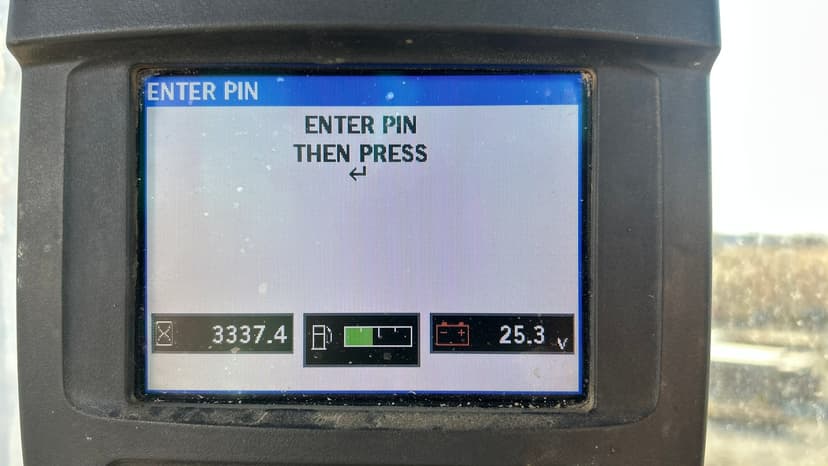 ENTER PIN
ENTER PIN
THEN PRESS
↵
3337.4
25.3 V